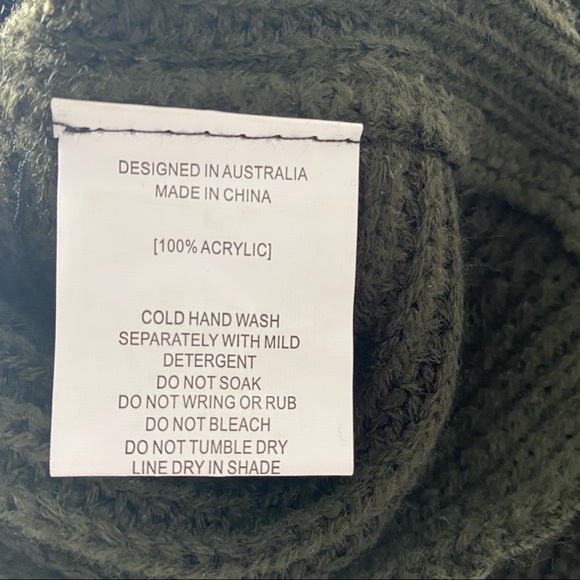 DESIGNED IN AUSTRALIA
MADE IN CHINA
[100% ACRYLIC]
COLD HAND WASH
SEPARATELY WITH MILD
DETERGENT
DO NOT SOAK
DO NOT WRING OR RUB
DO NOT BLEACH
DO NOT TUMBLE DRY
LINE DRY IN SHADE